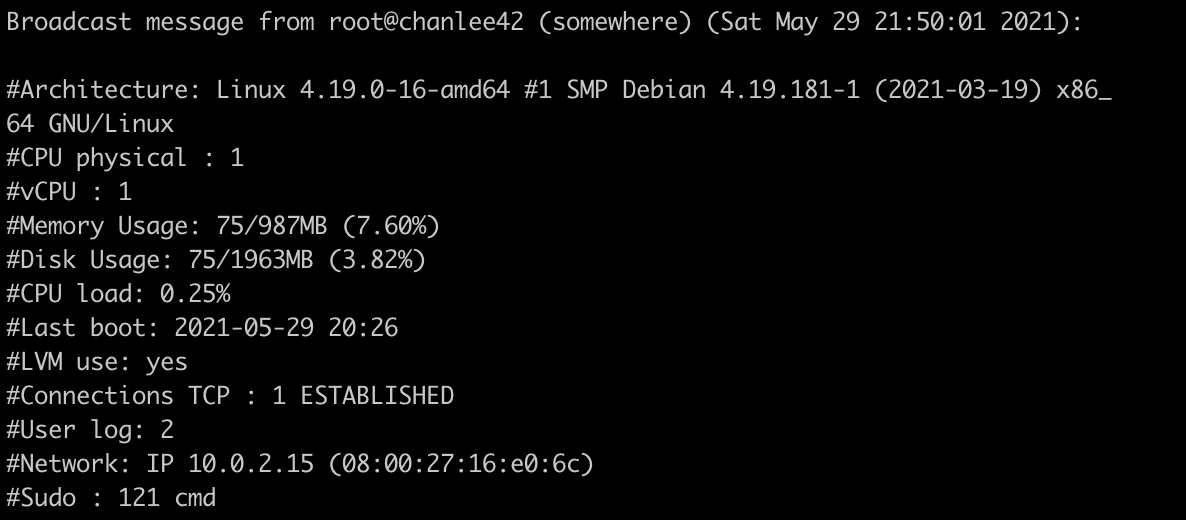 Broadcast message from root@chanlee42 (somewhere) (Sat May 29 21:50:01 2021):
#Architecture: Linux 4.19.0-16-amd64 #1 SMP Debian 4.19.181-1 (2021-03-19) x86_
64 GNU/Linux
#CPU physical : 1
#vCPU : 1
#Memory Usage: 75/987MB (7.60%)
#Disk Usage: 75/1963MB (3.82%)
#CPU load: 0.25%
#Last boot: 2021-05-29 20:26
#LVM use: yes
#Connections TCP : 1 ESTABLISHED
#User log: 2
#Network: IP 10.0.2.15 (08:00:27:16:e0:6c)
#Sudo : 121 cmd